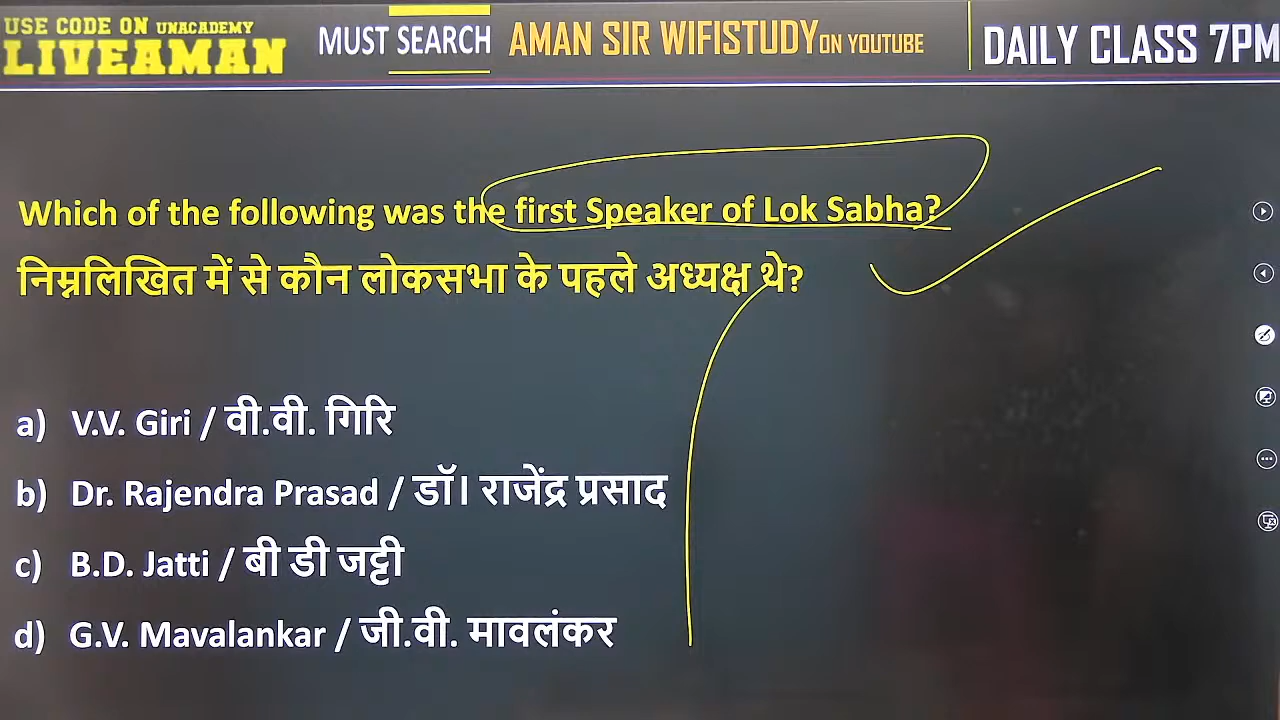 USE CODE ON UNACADEMY
LIVEAMAN
MUST SEARCH
AMAN SIR WIFISTUDY ON YOUTUBE
DAILY CLASS 7PM
Which of the following was the first Speaker of Lok Sabha?
निम्नलिखित में से कौन लोकसभा के पहले अध्यक्ष थे?
a) V.V. Giri / वी.वी. गिरि
b) Dr. Rajendra Prasad / डॉ। राजेंद्र प्रसाद
c) B.D. Jatti / बी डी जट्टी
d) G.V. Mavalankar / जी.वी. मावलंकर